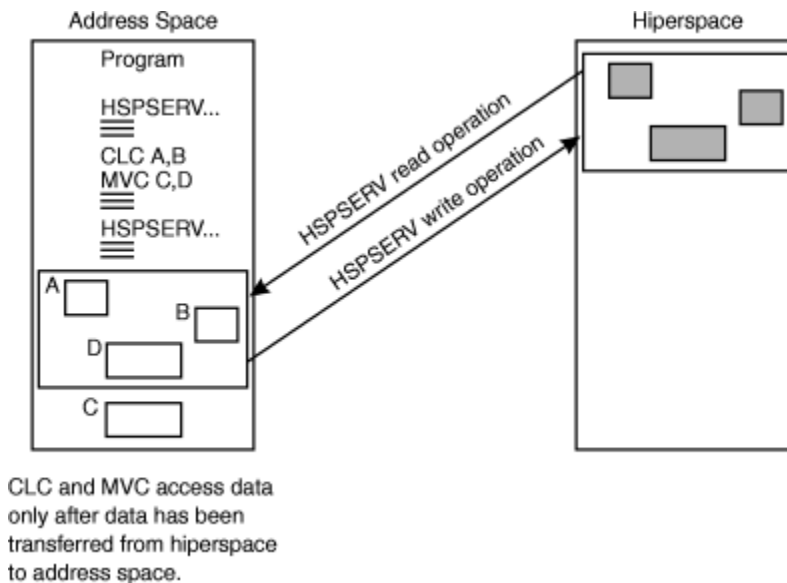 Address Space
Hiperspace
Program
HSPSERV...
CLC A,B
MVC C,D
HSPSERV...
HSPSERV read operation
HSPSERV write operation
A
B
D
C
CLC and MVC access data
only after data has been
transferred from hiperspace
to address space.